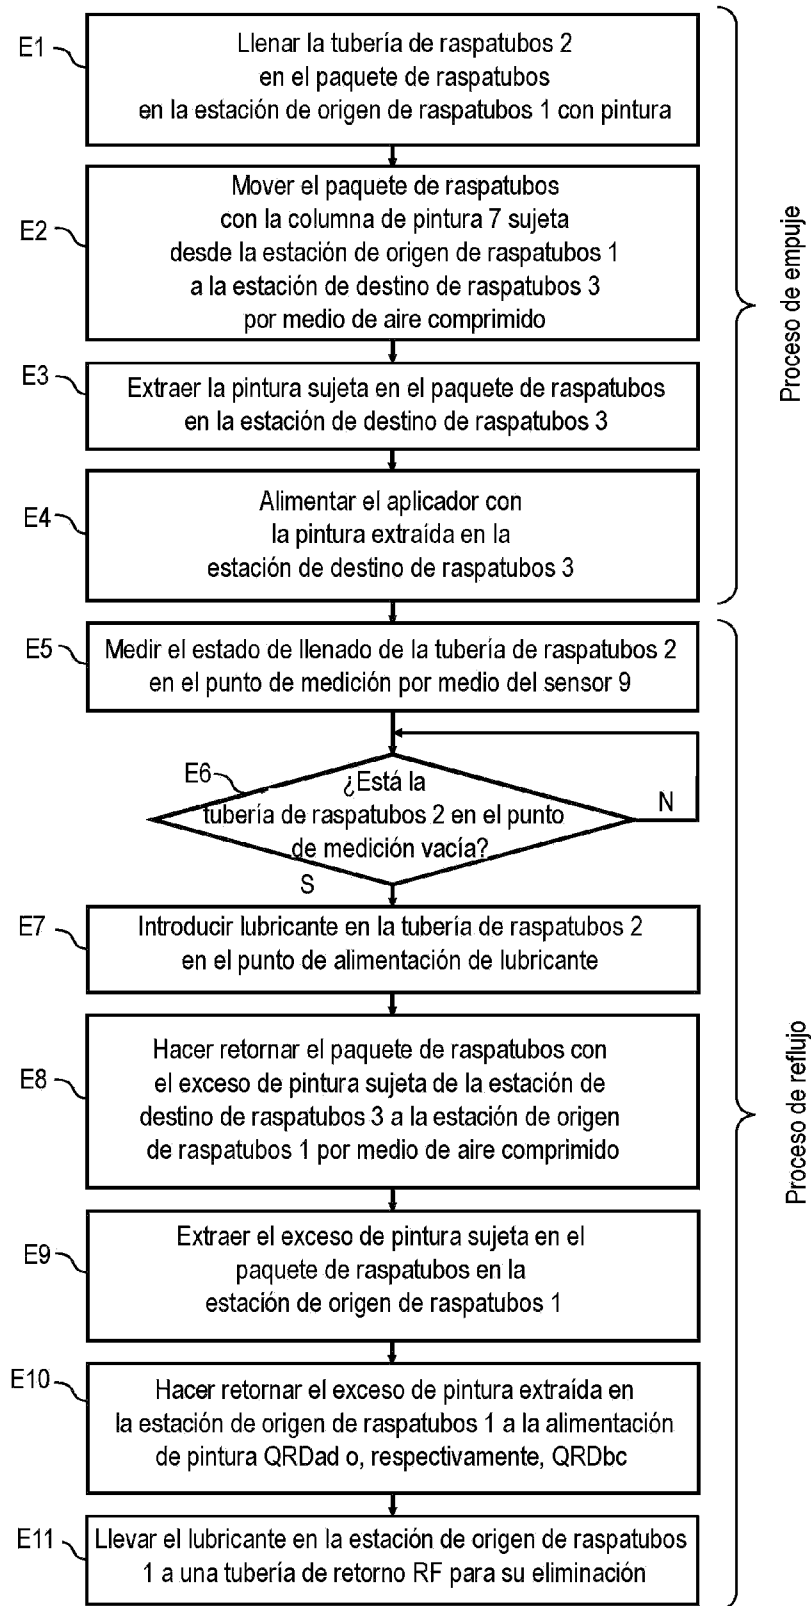 E1
Llenar la tubería de raspatubos 2
en el paquete de raspatubos
en la estación de origen de raspatubos 1 con pintura
E2
Mover el paquete de raspatubos
con la columna de pintura 7 sujeta
desde la estación de origen de raspatubos 1
a la estación de destino de raspatubos 3
por medio de aire comprimido
E3
Extraer la pintura sujeta en el paquete de raspatubos
en la estación de destino de raspatubos 3
E4
Alimentar el aplicador con
la pintura extraída en la
estación de destino de raspatubos 3
Proceso de empuje
E5
Medir el estado de llenado de la tubería de raspatubos 2
en el punto de medición por medio del sensor 9
E6
¿Está la
tubería de raspatubos 2 en el punto
de medición vacía?
N
S
E7
Introducir lubricante en la tubería de raspatubos 2
en el punto de alimentación de lubricante
E8
Hacer retornar el paquete de raspatubos con
el exceso de pintura sujeta de la estación de
destino de raspatubos 3 a la estación de origen
de raspatubos 1 por medio de aire comprimido
E9
Extraer el exceso de pintura sujeta en el
paquete de raspatubos en la
estación de origen de raspatubos 1
E10
Hacer retornar el exceso de pintura extraída en
la estación de origen de raspatubos 1 a la alimentación
de pintura QRDad o, respectivamente, QRDbc
E11
Llevar el lubricante en la estación de origen de raspatubos
1 a una tubería de retorno RF para su eliminación
Proceso de reflujo